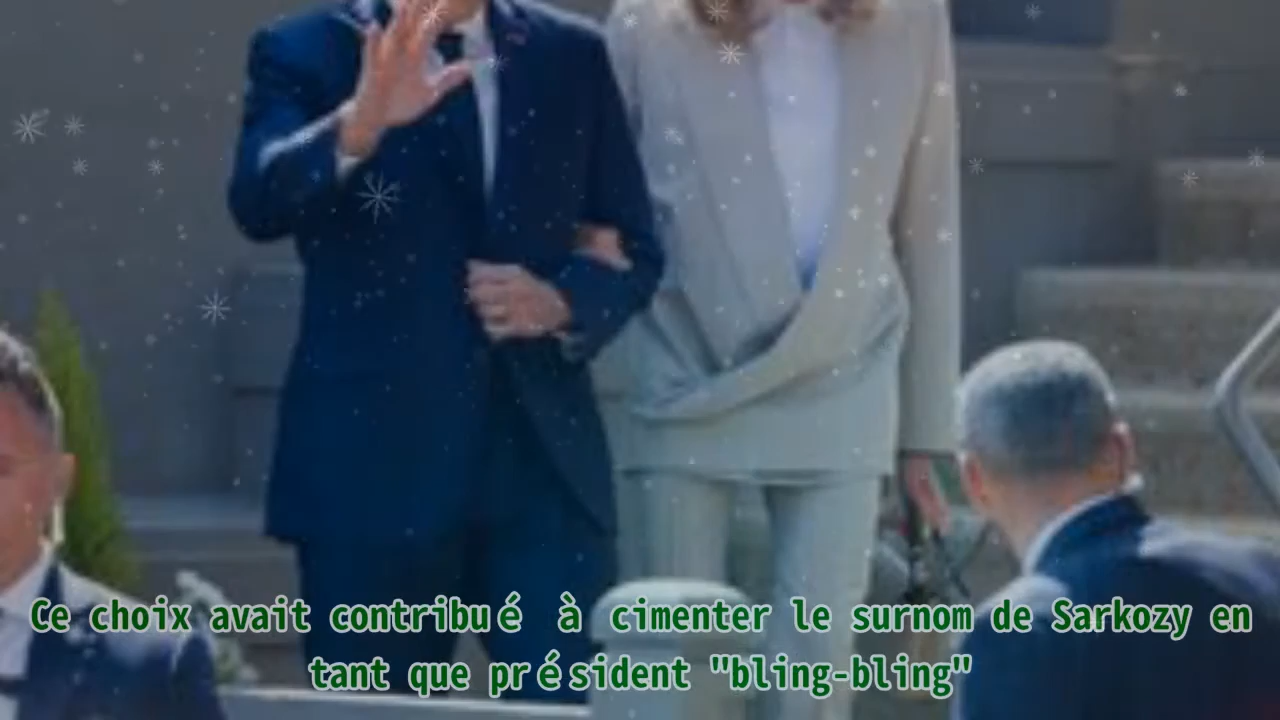 Ce choix avait contribué à cimenter le surnom de Sarkozy en
tant que président "bling-bling"